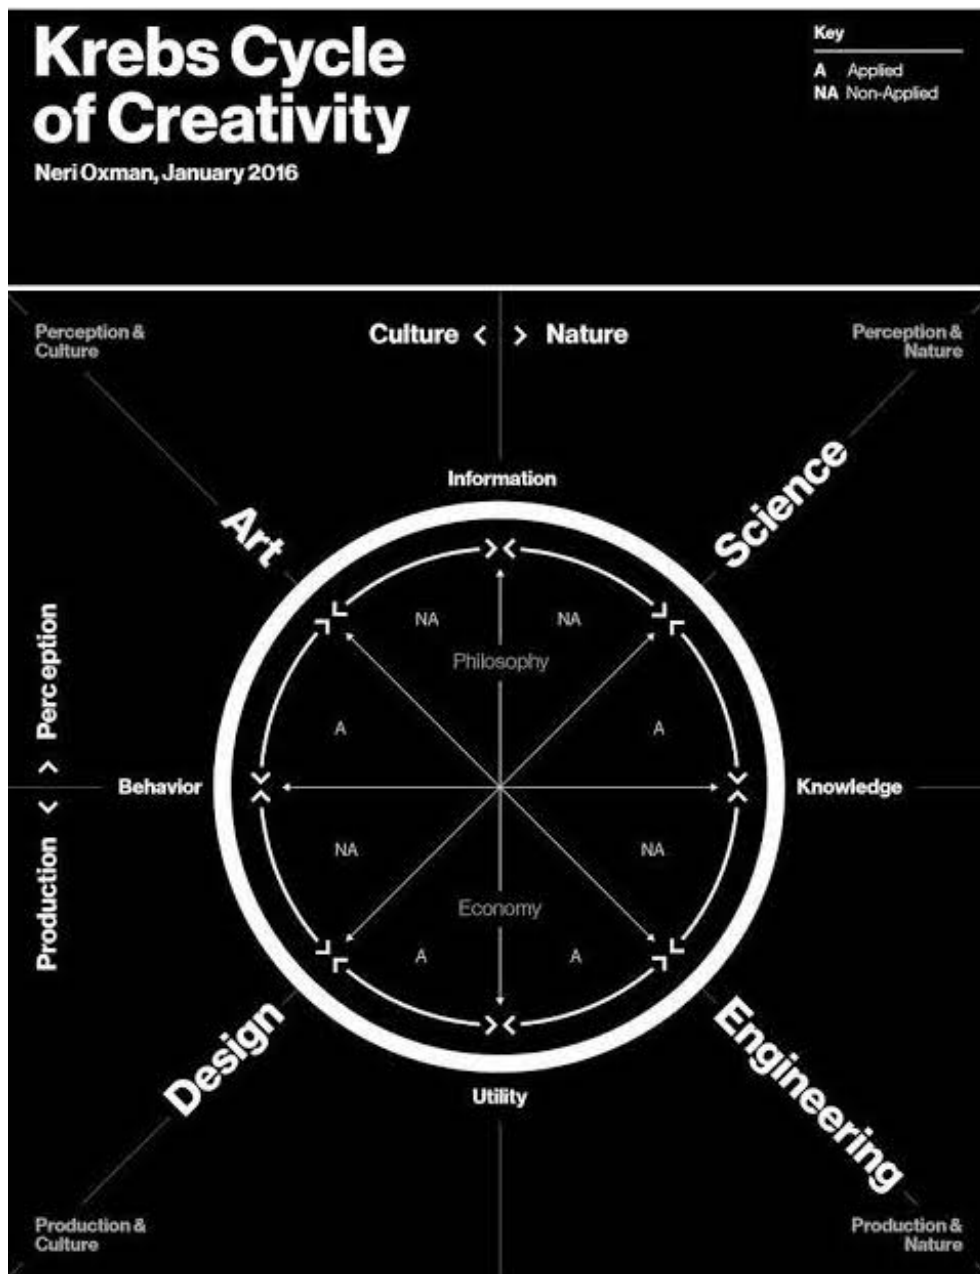 Krebs Cycle
of Creativity
Neri Oxman, January 2016
Key
A Applied
NA Non-Applied
Perception &
Culture
Culture < > Nature
Perception &
Nature
Information
Art
Science
NA
NA
Philosophy
A
A
Production < > Perception
Behavior
Knowledge
NA
NA
Economy
A
A
Design
Engineering
Utility
Production &
Culture
Production &
Nature